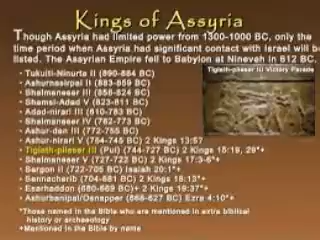 Kings of Assyria
Though Assyria had limited power from 1300-1000 BC, only the
time period when Assyria had significant contact with Israel will be
listed. The Assyrian Empire fell to Babylon at Nineveh in 612 BC.
Tiglath-pileser III Victory Parade
• Tukulti-Ninurta II (890-884 BC)
• Ashurnasirpal II (883-859 BC)
• Shalmaneser III (858-824 BC)
• Shamsi-Adad V (823-811 BC)
• Adad-nirari III (810-783 BC)
• Shalmaneser IV (782-773 BC)
• Ashur-dan III (772-755 BC)
• Ashur-nirari V (754-745 BC) 2 Kings 13:5?
• Tiglath-pileser III (Pul) (744-727 BC) 2 Kings 15:19, 29*+
• Shalmaneser V (727-722 BC) 2 Kings 17:3-6*+
• Sargon II (722-705 BC) Isaiah 20:1*+
• Sennacherib (704-681 BC) 2 Kings 18:13*+
• Esarhaddon (680-669 BC)+ 2 Kings 19:37*
• Ashurbanipal/Osnapper (668-627 BC) Ezra 4:10*+
*Those named in the Bible who are mentioned in extra biblical
history or archaeology
+Mentioned in the Bible by name